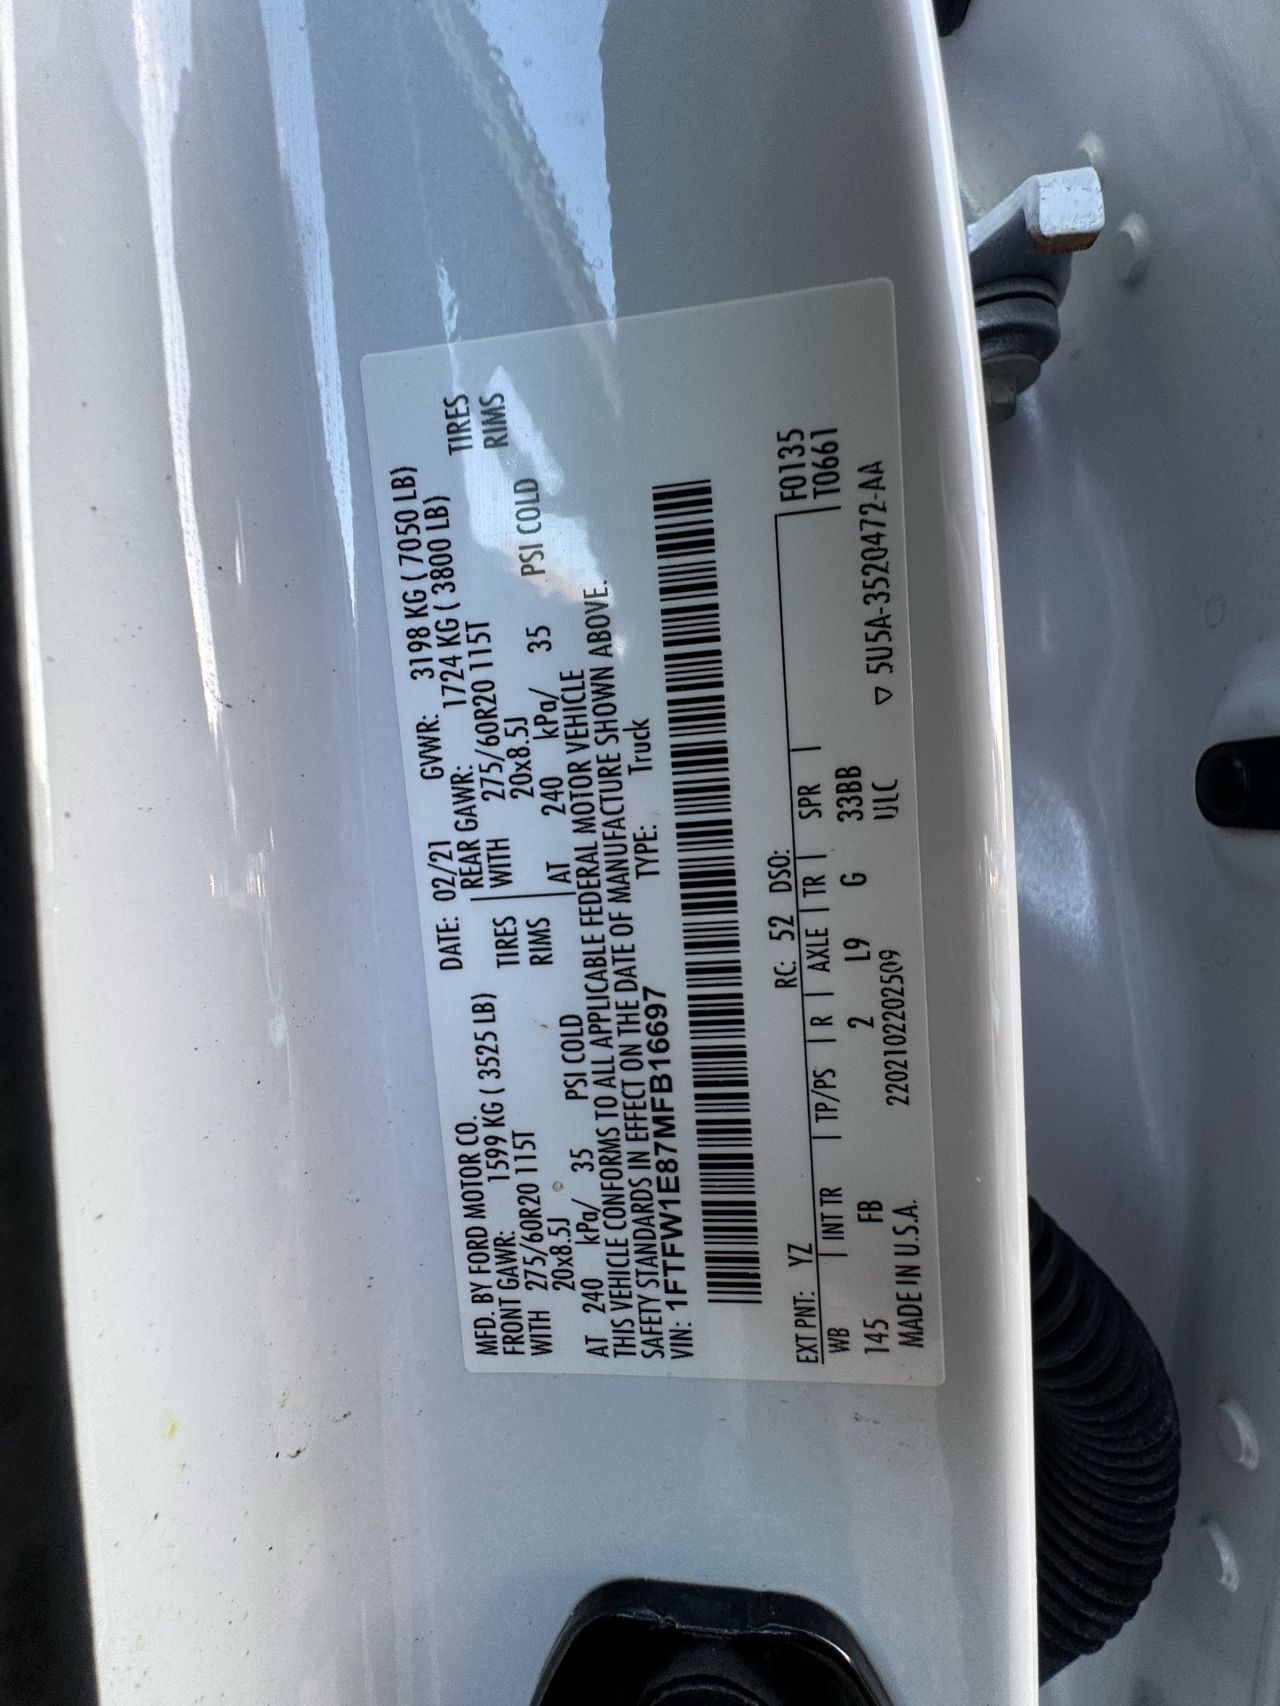 MFD. BY FORD MOTOR CO. DATE: 02/21 GVWR: 3198 KG ( 7050 LB)
FRONT GAWR: 1599 KG ( 3525 LB) REAR GAWR: 1724 KG ( 3800 LB)
WITH 275/60R20 115T TIRES WITH 275/60R20 115T TIRES
20x8.5J RIMS 20x8.5J RIMS
AT 240 kPa/ 35 PSI COLD AT 240 kPa/ 35 PSI COLD
THIS VEHICLE CONFORMS TO ALL APPLICABLE FEDERAL MOTOR VEHICLE
SAFETY STANDARDS IN EFFECT ON THE DATE OF MANUFACTURE SHOWN ABOVE.
VIN: 1FTFW1E87MFB16697 TYPE: Truck
EXT PNT: YZ RC: 52 DSO: F0135
WB INT TR TP/PS R AXLE TR SPR T0661
145 FB 2 L9 G 33BB
MADE IN U.S.A. 2202102202509 ULC ▽ 5U5A-3520472-AA